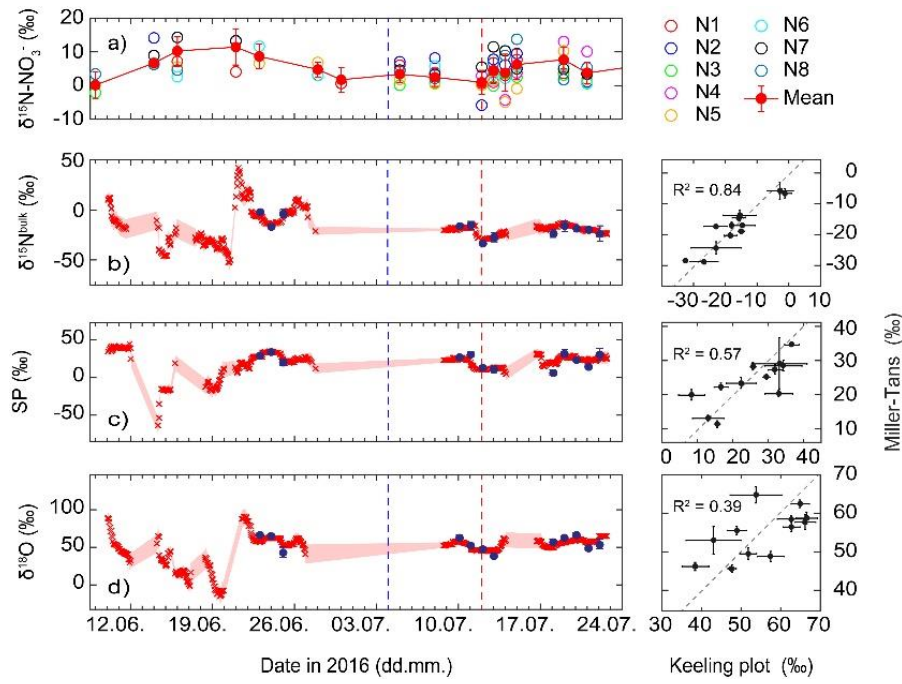 a)
δ¹⁵N-NO₃⁻ (‰)
20
10
0
-10
N1
N2
N3
N4
N5
N6
N7
N8
Mean
b)
δ¹⁵Nᵇᵘˡᵏ (‰)
50
0
-50
R² = 0.84
0
-10
-20
-30
-30 -20 -10 0 10
c)
SP (‰)
50
0
-50
R² = 0.57
40
30
20
10
0 10 20 30 40
Miller-Tans (‰)
d)
δ¹⁸O (‰)
100
50
0
R² = 0.39
70
60
50
40
30 40 50 60 70
12.06. 19.06. 26.06. 03.07. 10.07. 17.07. 24.07.
Date in 2016 (dd.mm.)
Keeling plot (‰)